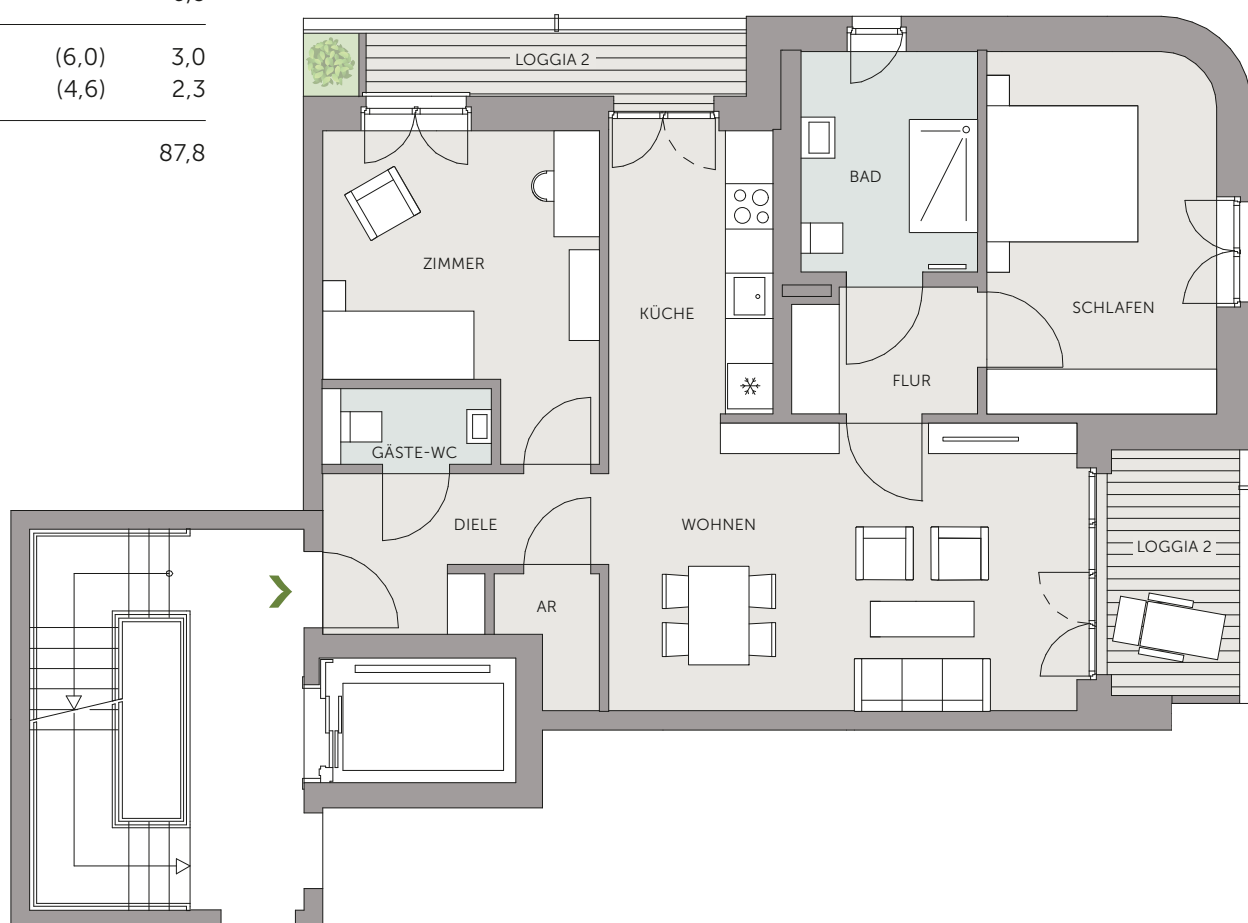 (6,0) 3,0
(4,6) 2,3
87,8
LOGGIA 2
BAD
ZIMMER
KÜCHE
SCHLAFEN
FLUR
GÄSTE-WC
DIELE
WOHNEN
LOGGIA 2
AR